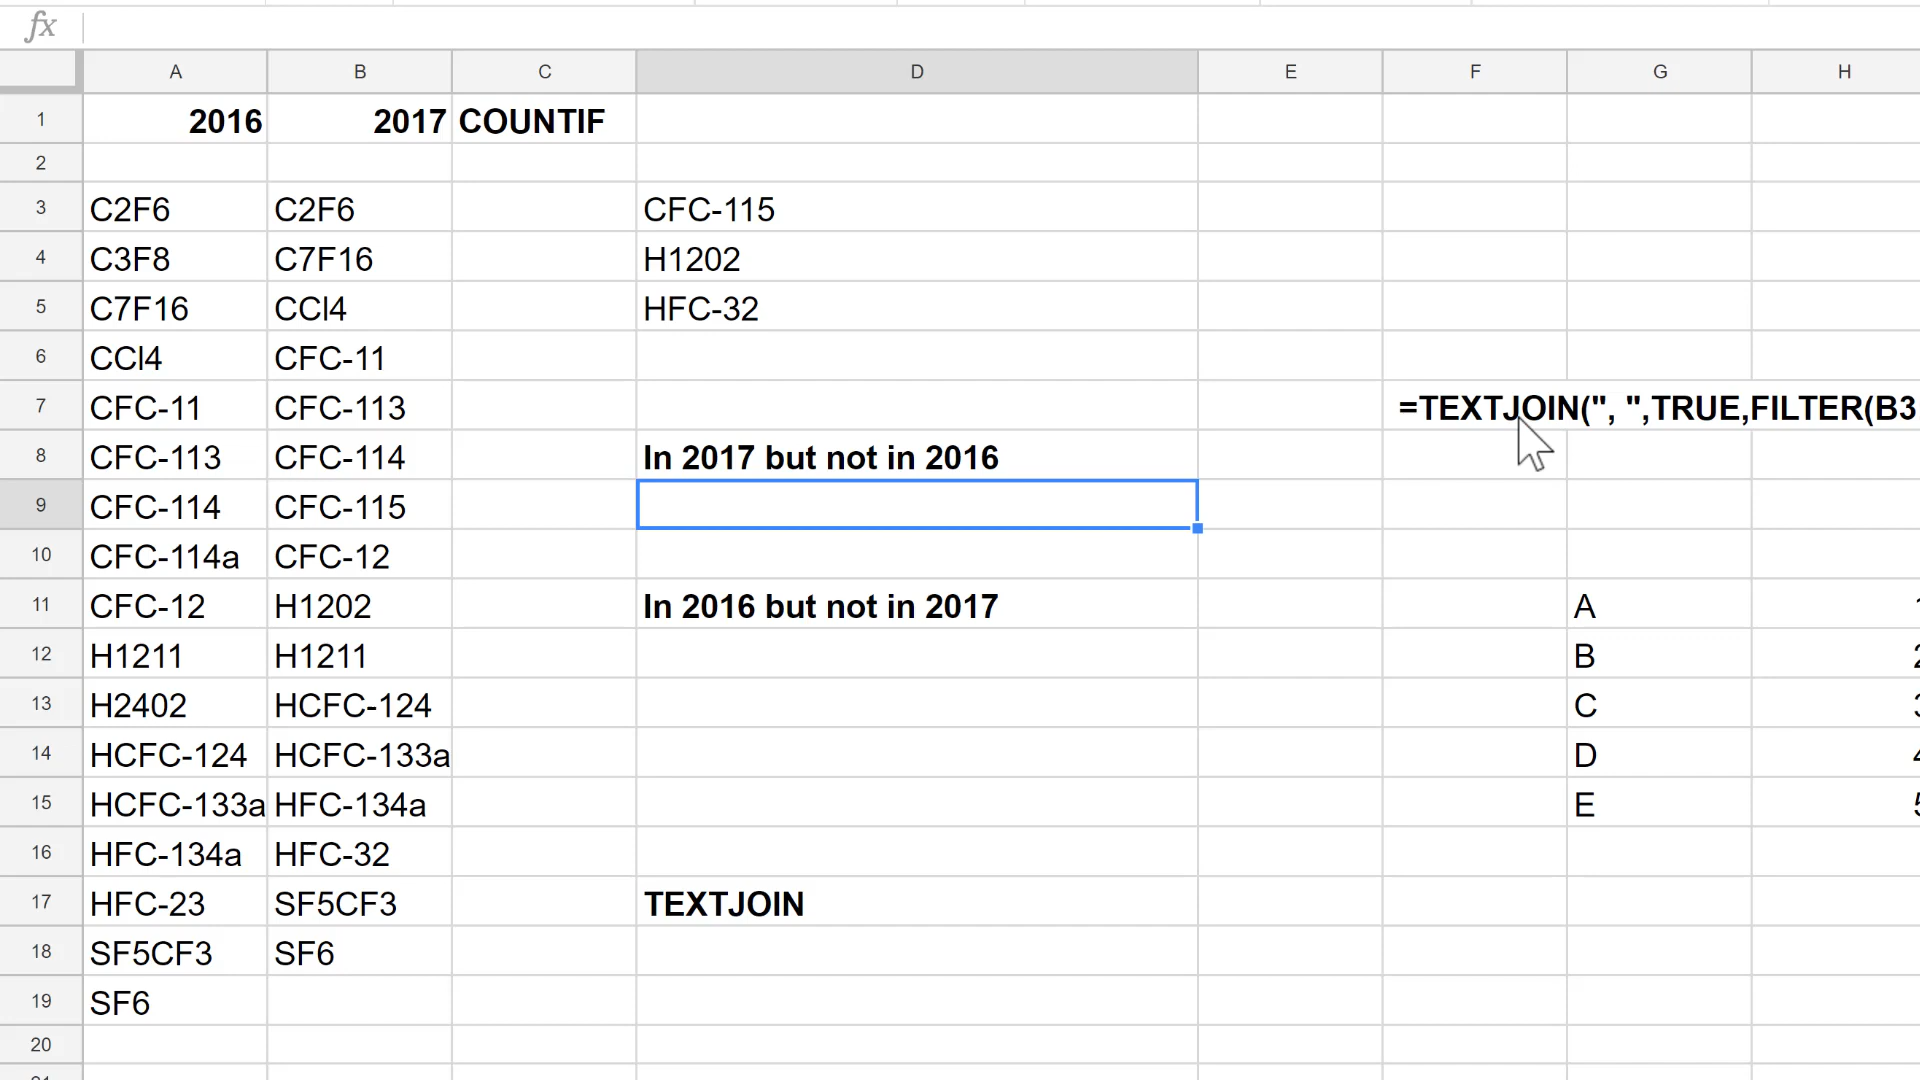 fx
A B C D E F G H
1 2016 2017 COUNTIF
2
3 C2F6 C2F6 CFC-115
4 C3F8 C7F16 H1202
5 C7F16 CCl4 HFC-32
6 CCl4 CFC-11
7 CFC-11 CFC-113 =TEXTJOIN(", ",TRUE,FILTER(B3
8 CFC-113 CFC-114 In 2017 but not in 2016
9 CFC-114 CFC-115
10 CFC-114a CFC-12
11 CFC-12 H1202 In 2016 but not in 2017 A
12 H1211 H1211 B
13 H2402 HCFC-124 C
14 HCFC-124 HCFC-133a D
15 HCFC-133a HFC-134a E
16 HFC-134a HFC-32
17 HFC-23 SF5CF3 TEXTJOIN
18 SF5CF3 SF6
19 SF6
20